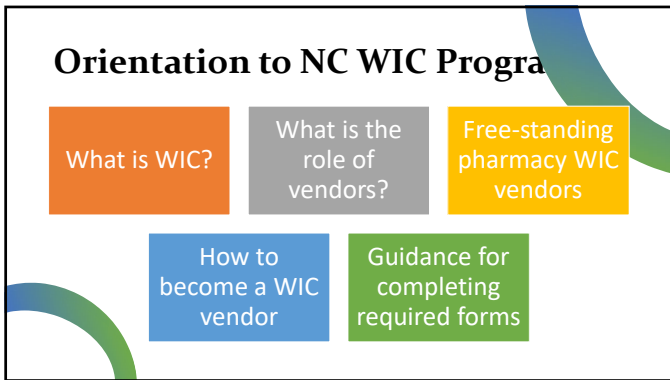 Orientation to NC WIC Progra
What is WIC?
What is the
role of
vendors?
Free-standing
pharmacy WIC
vendors
How to
become a WIC
vendor
Guidance for
completing
required forms